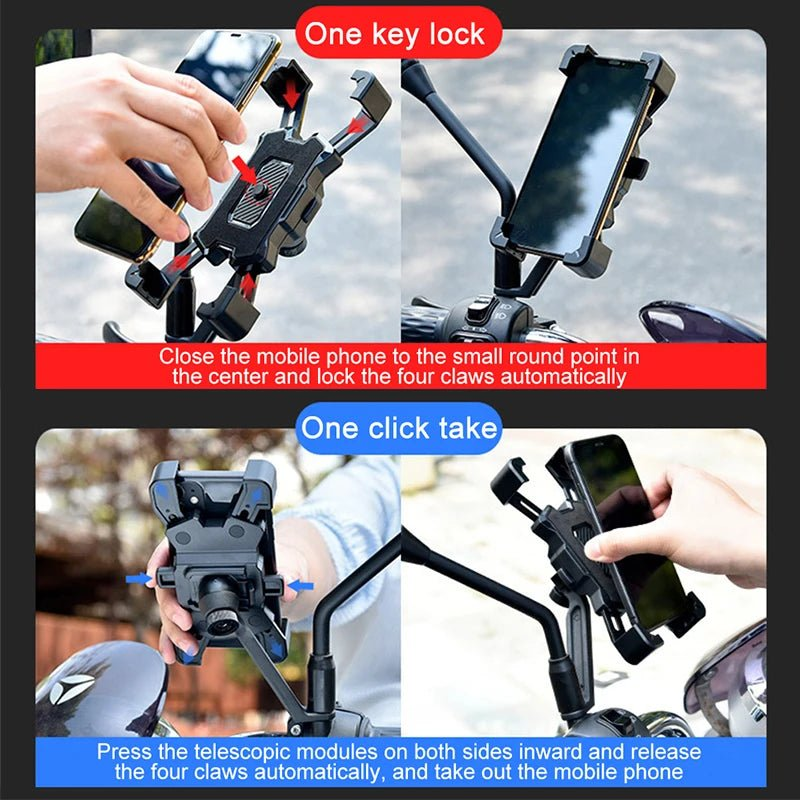 One key lock
Close the mobile phone to the small round point in
the center and lock the four claws automatically
One click take
Press the telescopic modules on both sides inward and release
the four claws automatically, and take out the mobile phone